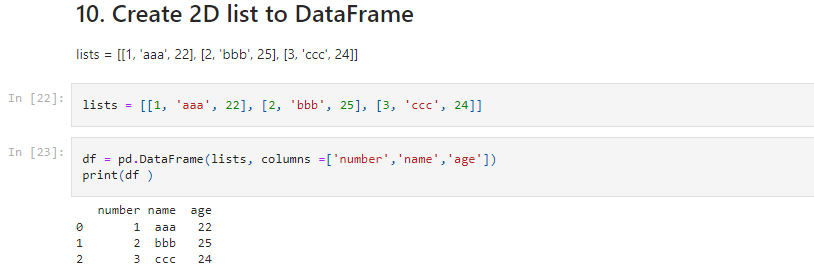 10. Create 2D list to DataFrame
lists = [[1, 'aaa', 22], [2, 'bbb', 25], [3, 'ccc', 24]]
In [22]: lists = [[1, 'aaa', 22], [2, 'bbb', 25], [3, 'ccc', 24]]
In [23]: df = pd.DataFrame(lists, columns =['number','name','age'])
print(df )
number name age
0 1 aaa 22
1 2 bbb 25
2 3 ccc 24